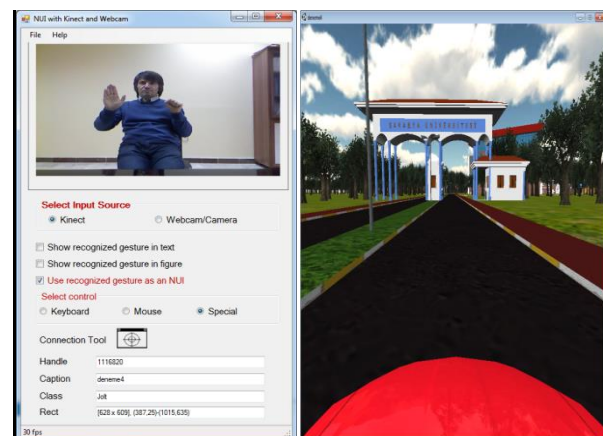 NUI with Kinect and Webcam
File Help
Select Input Source
Kinect Webcam/Camera
Show recognized gesture in text
Show recognized gesture in figure
Use recognized gesture as an NUI
Select control
Keyboard Mouse Special
Connection Tool
Handle 1116820
Caption deneme4
Class Jolt
Rect [628 x 609], (387,25)-(1015,635)
30 fps
SAKARYA UNIVERSITESI